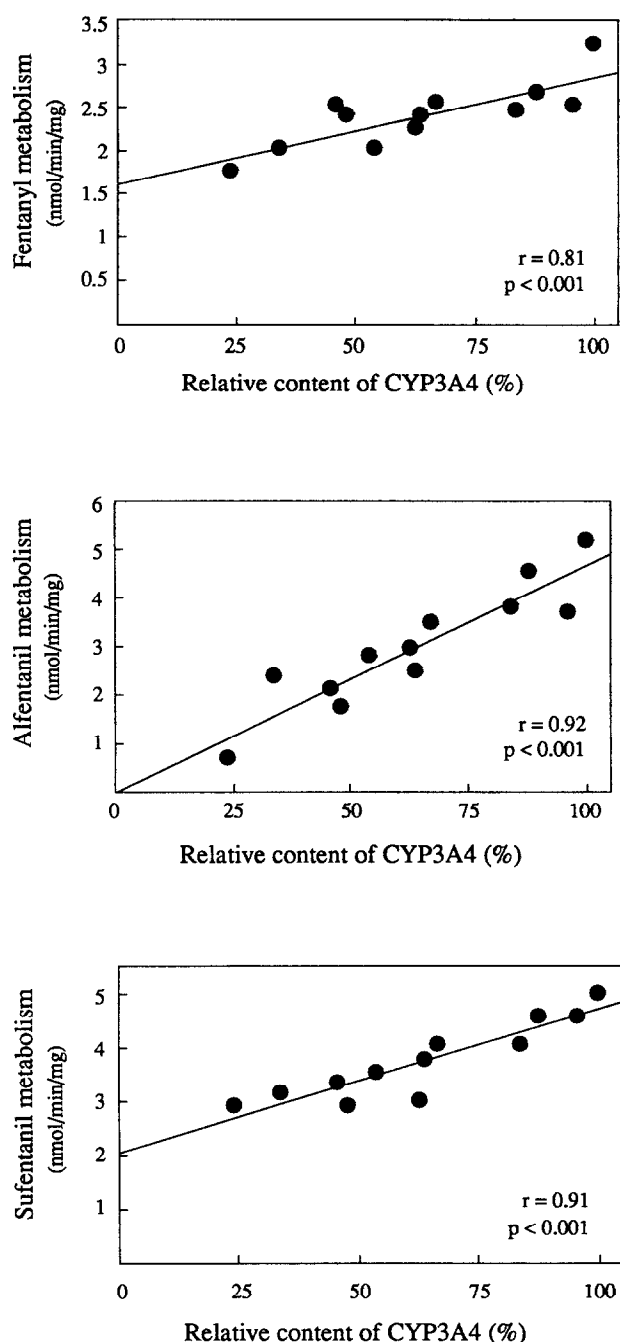 Fentanyl metabolism
(nmol/min/mg)
3.5
3
2.5
2
1.5
1
0.5
r = 0.81
p < 0.001
0 25 50 75 100
Relative content of CYP3A4 (%)
Alfentanil metabolism
(nmol/min/mg)
6
5
4
3
2
1
r = 0.92
p < 0.001
0 25 50 75 100
Relative content of CYP3A4 (%)
Sufentanil metabolism
(nmol/min/mg)
5
4
3
2
1
r = 0.91
p < 0.001
0 25 50 75 100
Relative content of CYP3A4 (%)